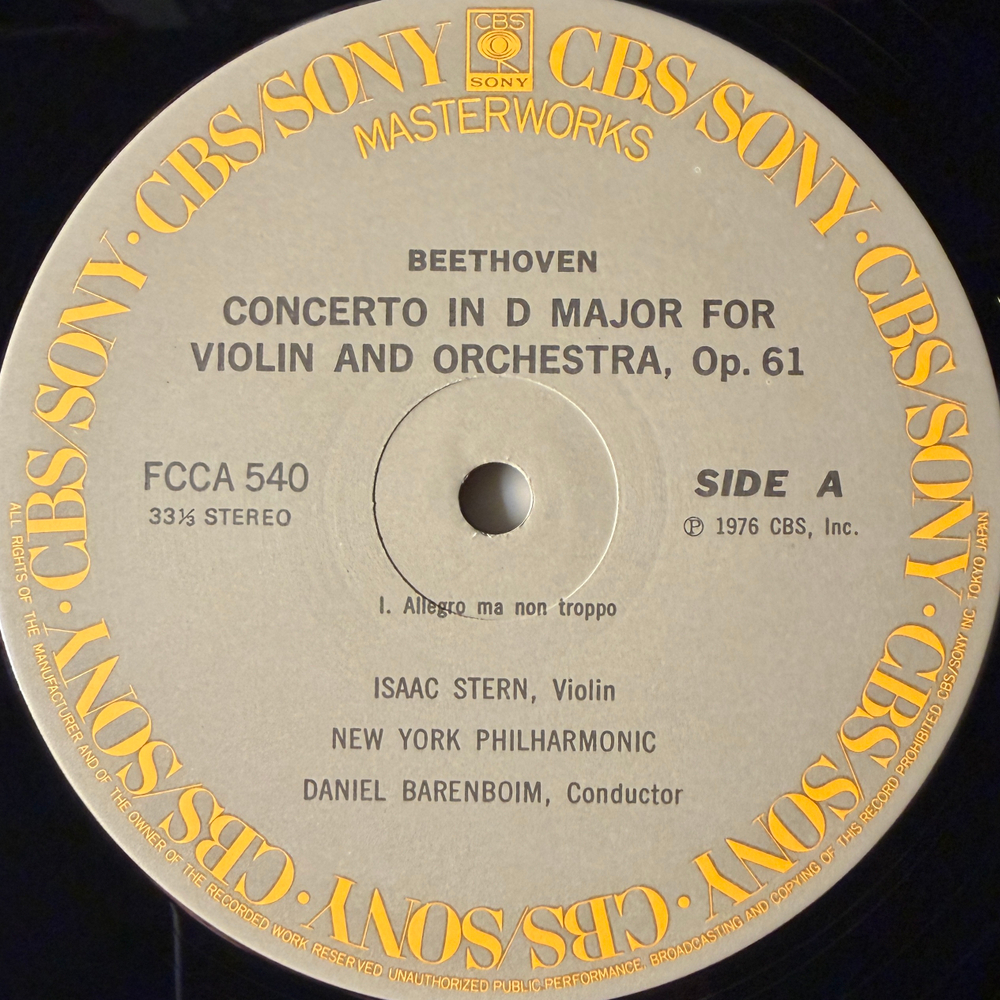 CBS
SONY
CBS/SONY · CBS/SONY · CBS/SONY · CBS/SONY · CBS/SONY · CBS/SONY · CBS/SONY · CBS/SONY · CBS/SONY
MASTERWORKS
BEETHOVEN
CONCERTO IN D MAJOR FOR
VIOLIN AND ORCHESTRA, Op. 61
FCCA 540
33⅓ STEREO
SIDE A
Ⓟ 1976 CBS, Inc.
I. Allegro ma non troppo
ISAAC STERN, Violin
NEW YORK PHILHARMONIC
DANIEL BARENBOIM, Conductor
ALL RIGHTS OF THE MANUFACTURER AND OF THE OWNER OF THE RECORDED WORK RESERVED UNAUTHORIZED PUBLIC PERFORMANCE. BROADCASTING AND COPYING OF THIS RECORD PROHIBITED CBS/SONY INC. TOKYO JAPAN